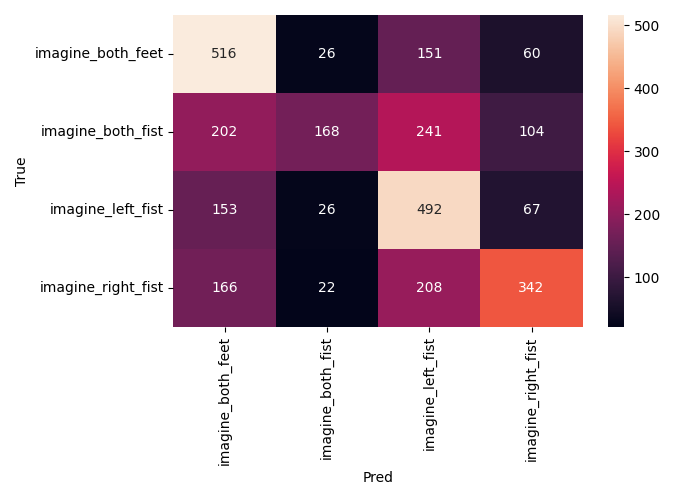 imagine_both_feet 516 26 151 60
imagine_both_fist 202 168 241 104
imagine_left_fist 153 26 492 67
imagine_right_fist 166 22 208 342
imagine_both_feet
imagine_both_fist
imagine_left_fist
imagine_right_fist
True
Pred
500
400
300
200
100